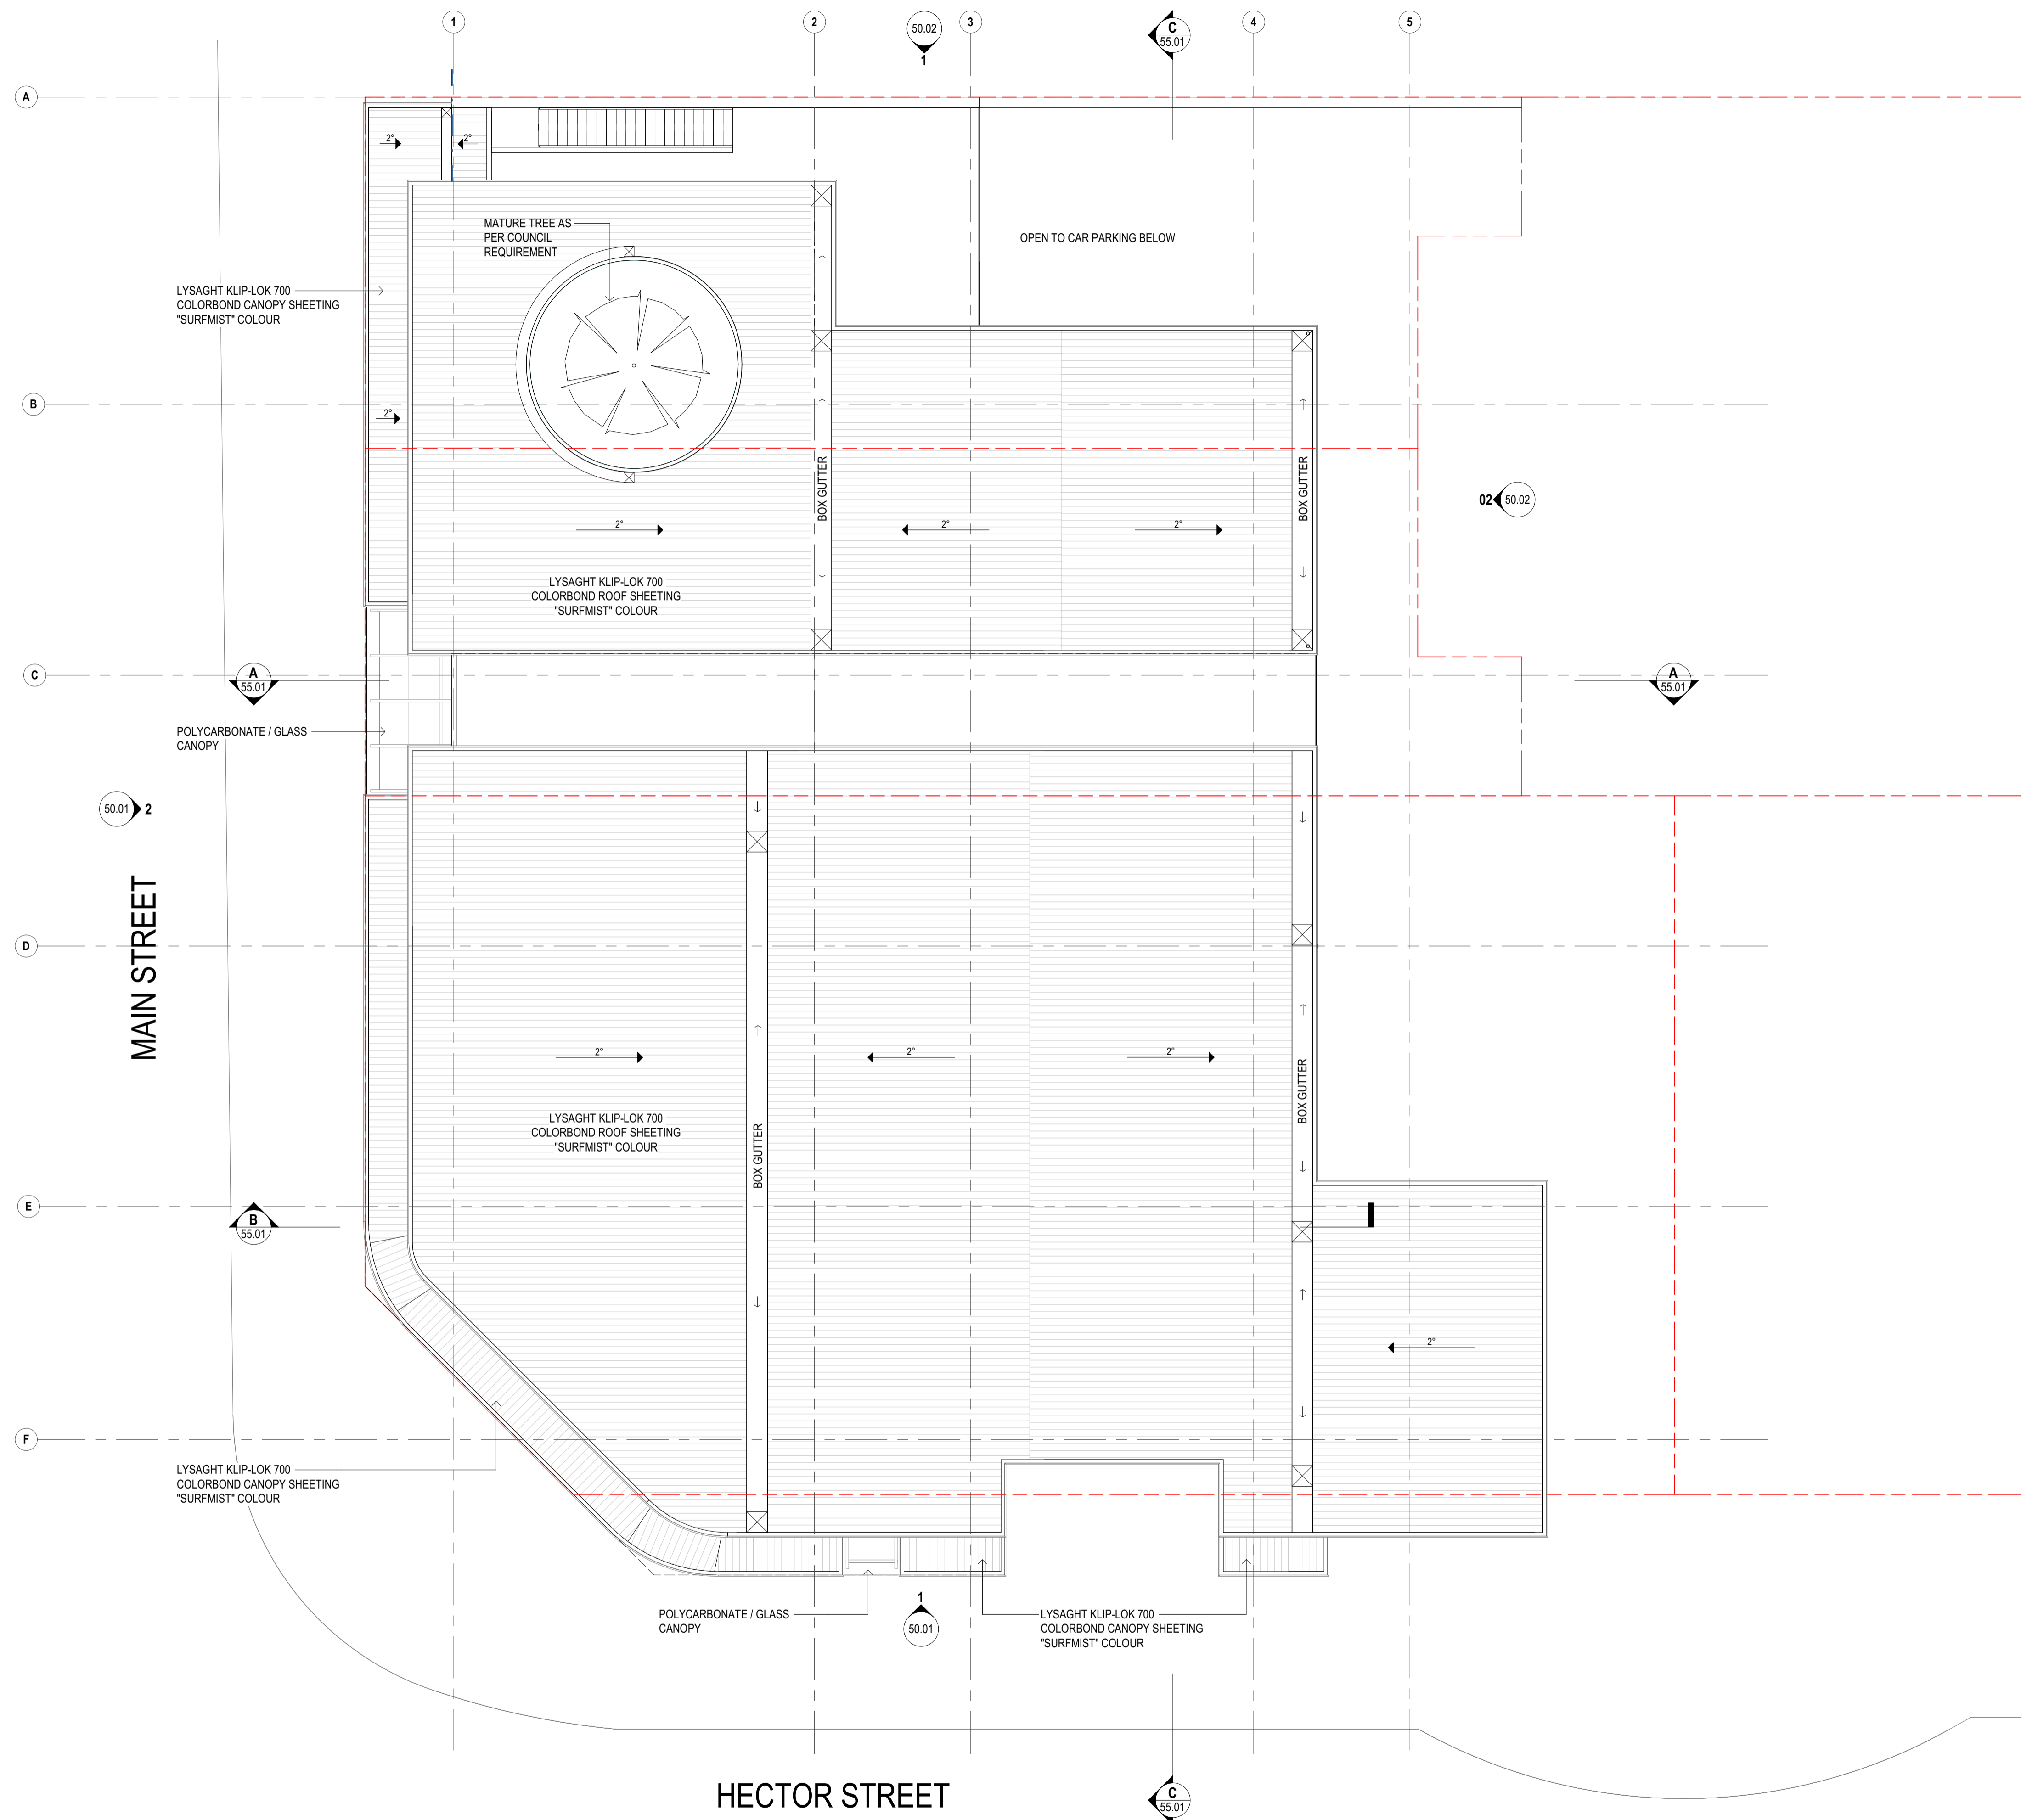 1
2
50.02
1
3
C
55.01
4
5
A
2°
2°
MATURE TREE AS
PER COUNCIL
REQUIREMENT
OPEN TO CAR PARKING BELOW
LYSAGHT KLIP-LOK 700
COLORBOND CANOPY SHEETING
"SURFMIST" COLOUR
B
2°
BOX GUTTER
BOX GUTTER
02
50.02
2°
2°
2°
LYSAGHT KLIP-LOK 700
COLORBOND ROOF SHEETING
"SURFMIST" COLOUR
C
A
55.01
A
55.01
POLYCARBONATE / GLASS
CANOPY
50.01
2
MAIN STREET
D
2°
2°
2°
LYSAGHT KLIP-LOK 700
COLORBOND ROOF SHEETING
"SURFMIST" COLOUR
BOX GUTTER
BOX GUTTER
E
B
55.01
2°
F
LYSAGHT KLIP-LOK 700
COLORBOND CANOPY SHEETING
"SURFMIST" COLOUR
POLYCARBONATE / GLASS
CANOPY
1
50.01
LYSAGHT KLIP-LOK 700
COLORBOND CANOPY SHEETING
"SURFMIST" COLOUR
HECTOR STREET
C
55.01